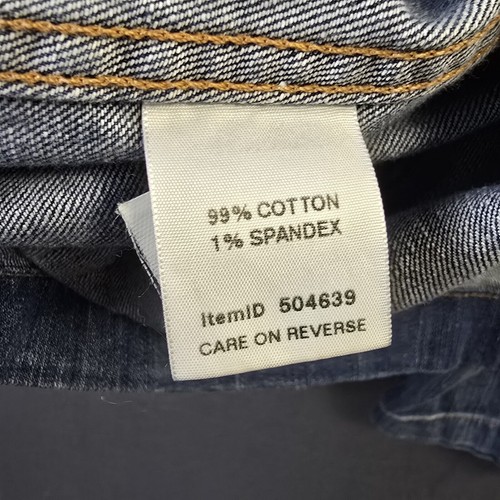 99% COTTON
1% SPANDEX
ItemID 504639
CARE ON REVERSE